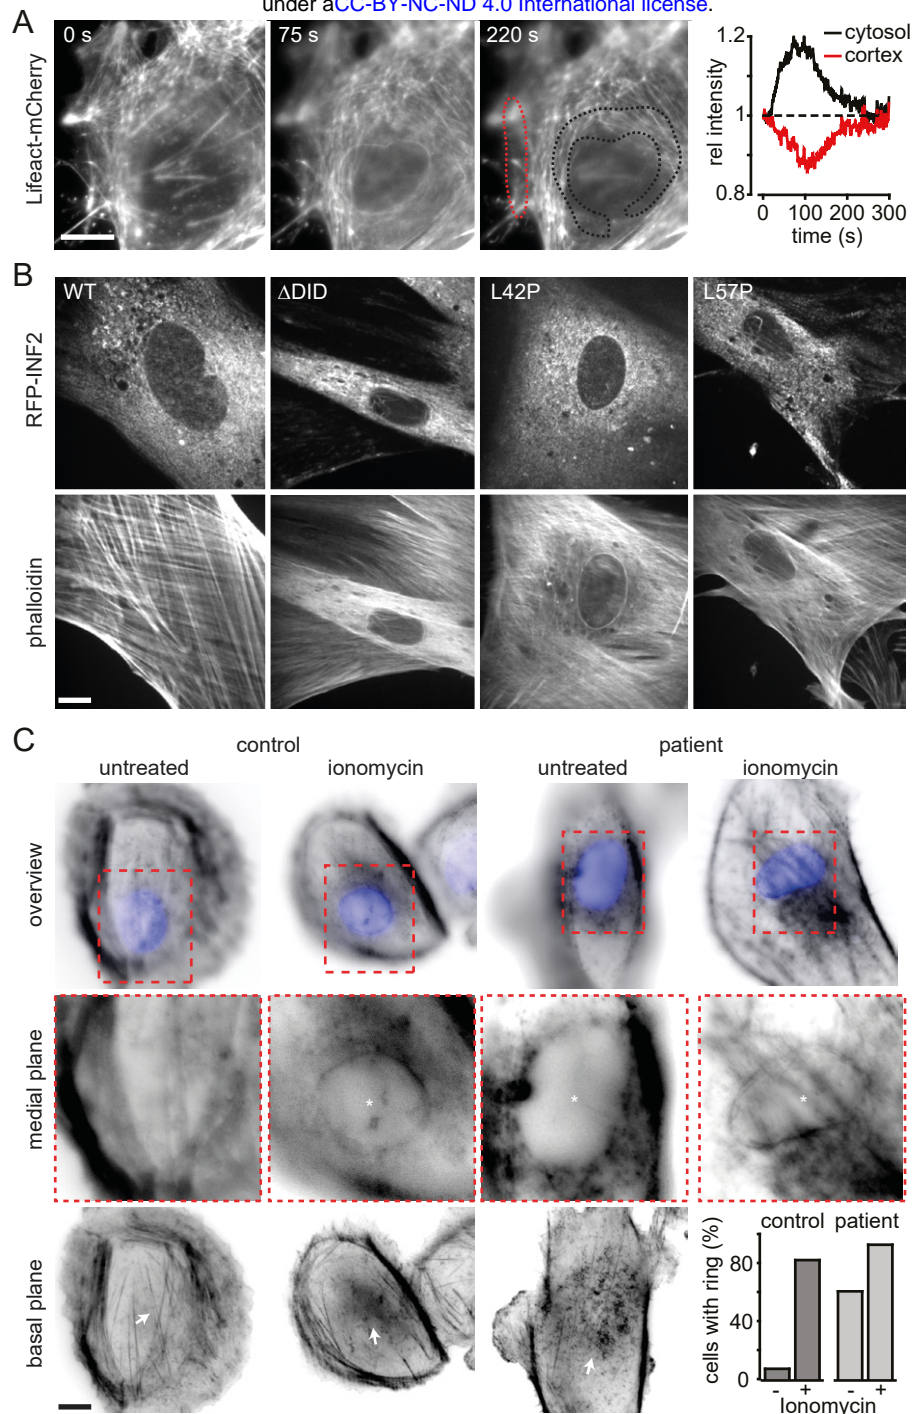 under aCC-BY-NC-ND 4.0 International license.
A
Lifeact-mCherry
0 s
75 s
220 s
rel intensity
1.2
1
0.8
cytosol
cortex
0
100
200
300
time (s)
B
RFP-INF2
WT
ΔDID
L42P
L57P
phalloidin
C
control
patient
untreated
ionomycin
untreated
ionomycin
overview
medial plane
*
*
*
basal plane
control
patient
cells with ring (%)
80
40
0
- + - +
Ionomycin